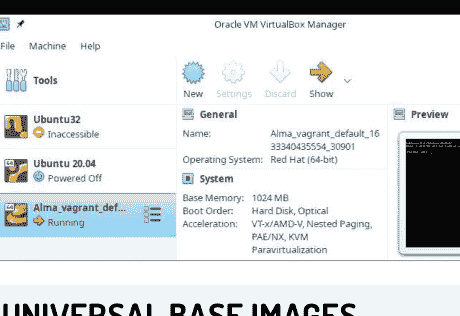 Oracle VM VirtualBox Manager
File Machine Help
Tools
New Settings Discard Show
Ubuntu32
Inaccessible
Ubuntu 20.04
Powered Off
Alma_vagrant_def...
Running
General
Name: Alma_vagrant_default_16
33340435554_30901
Operating System: Red Hat (64-bit)
System
Base Memory: 1024 MB
Boot Order: Hard Disk, Optical
Acceleration: VT-x/AMD-V, Nested Paging,
PAE/NX, KVM
Paravirtualization
Preview
UNIVERSAL BASE IMAGES